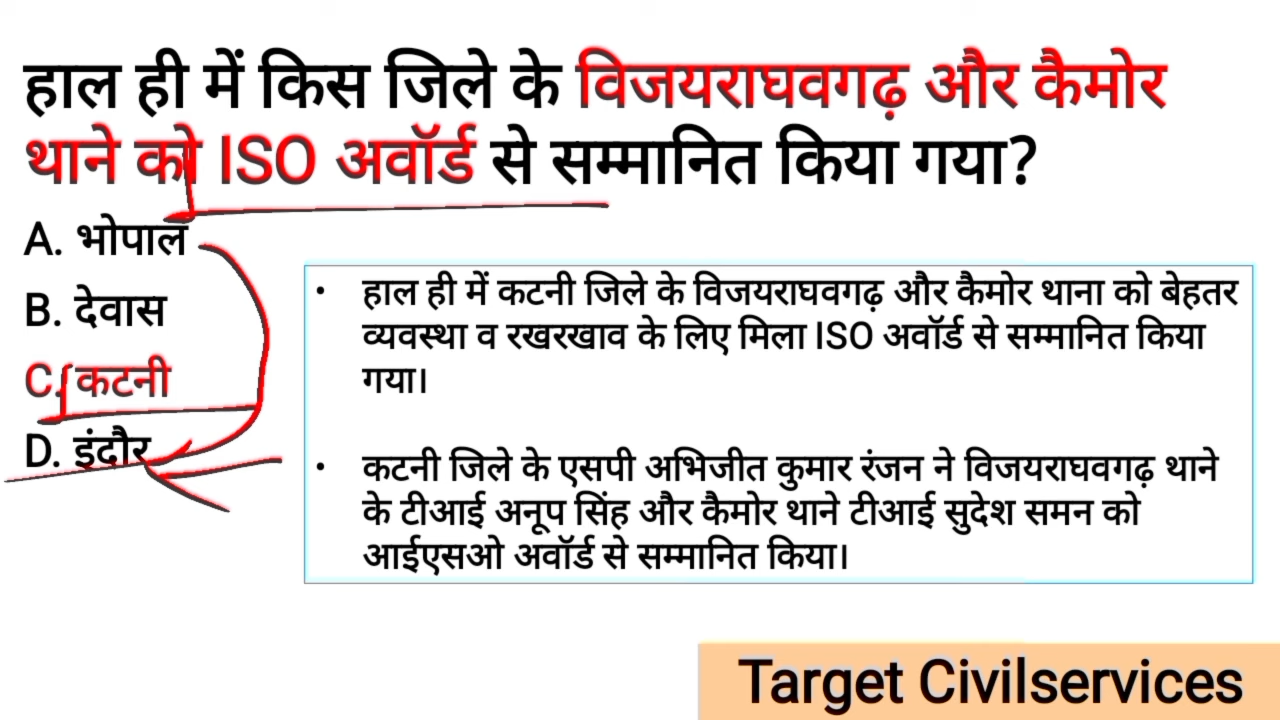 हाल ही में किस जिले के विजयराघवगढ़ और कैमोर
थाने को ISO अवॉर्ड से सम्मानित किया गया?
A. भोपाल
B. देवास
C. कटनी
D. इंदौर
• हाल ही में कटनी जिले के विजयराघवगढ़ और कैमोर थाना को बेहतर
व्यवस्था व रखरखाव के लिए मिला ISO अवॉर्ड से सम्मानित किया
गया।
• कटनी जिले के एसपी अभिजीत कुमार रंजन ने विजयराघवगढ़ थाने
के टीआई अनूप सिंह और कैमोर थाने टीआई सुदेश समन को
आईएसओ अवॉर्ड से सम्मानित किया।
Target Civilservices